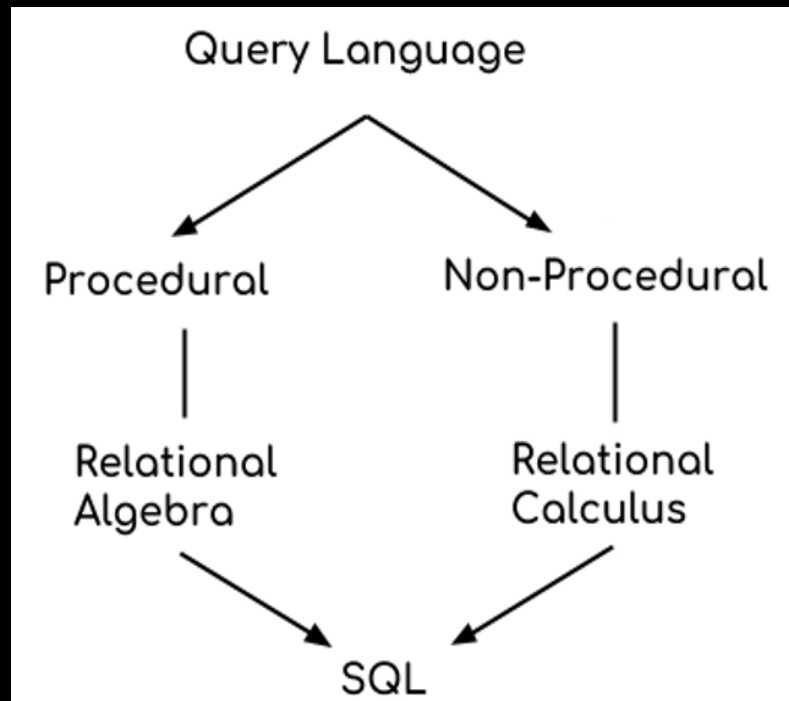 Query Language
Procedural
Non-Procedural
Relational
Algebra
Relational
Calculus
SQL